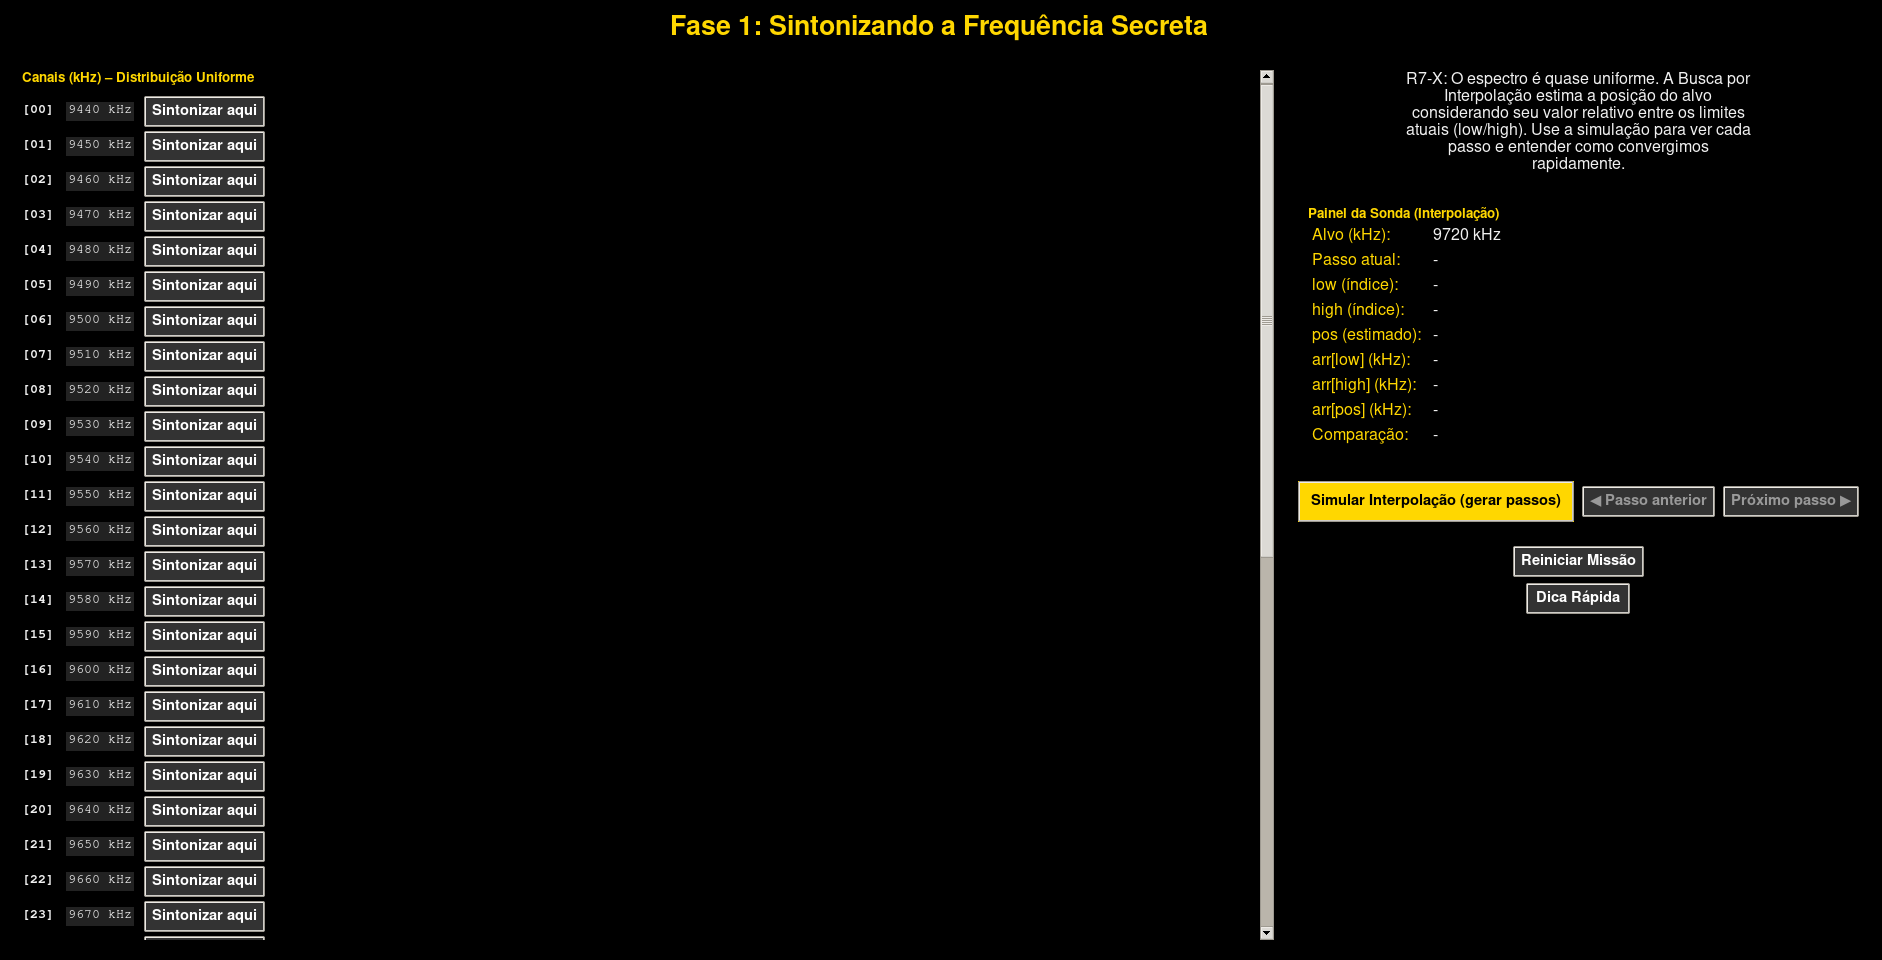 Fase 1: Sintonizando a Frequência Secreta
Canais (kHz) – Distribuição Uniforme
[00] 9440 kHz Sintonizar aqui
[01] 9450 kHz Sintonizar aqui
[02] 9460 kHz Sintonizar aqui
[03] 9470 kHz Sintonizar aqui
[04] 9480 kHz Sintonizar aqui
[05] 9490 kHz Sintonizar aqui
[06] 9500 kHz Sintonizar aqui
[07] 9510 kHz Sintonizar aqui
[08] 9520 kHz Sintonizar aqui
[09] 9530 kHz Sintonizar aqui
[10] 9540 kHz Sintonizar aqui
[11] 9550 kHz Sintonizar aqui
[12] 9560 kHz Sintonizar aqui
[13] 9570 kHz Sintonizar aqui
[14] 9580 kHz Sintonizar aqui
[15] 9590 kHz Sintonizar aqui
[16] 9600 kHz Sintonizar aqui
[17] 9610 kHz Sintonizar aqui
[18] 9620 kHz Sintonizar aqui
[19] 9630 kHz Sintonizar aqui
[20] 9640 kHz Sintonizar aqui
[21] 9650 kHz Sintonizar aqui
[22] 9660 kHz Sintonizar aqui
[23] 9670 kHz Sintonizar aqui
R7-X: O espectro é quase uniforme. A Busca por
Interpolação estima a posição do alvo
considerando seu valor relativo entre os limites
atuais (low/high). Use a simulação para ver cada
passo e entender como convergimos
rapidamente.
Painel da Sonda (Interpolação)
Alvo (kHz): 9720 kHz
Passo atual: -
low (índice): -
high (índice): -
pos (estimado): -
arr[low] (kHz): -
arr[high] (kHz): -
arr[pos] (kHz): -
Comparação: -
Simular Interpolação (gerar passos) ◀ Passo anterior Próximo passo ▶
Reiniciar Missão
Dica Rápida